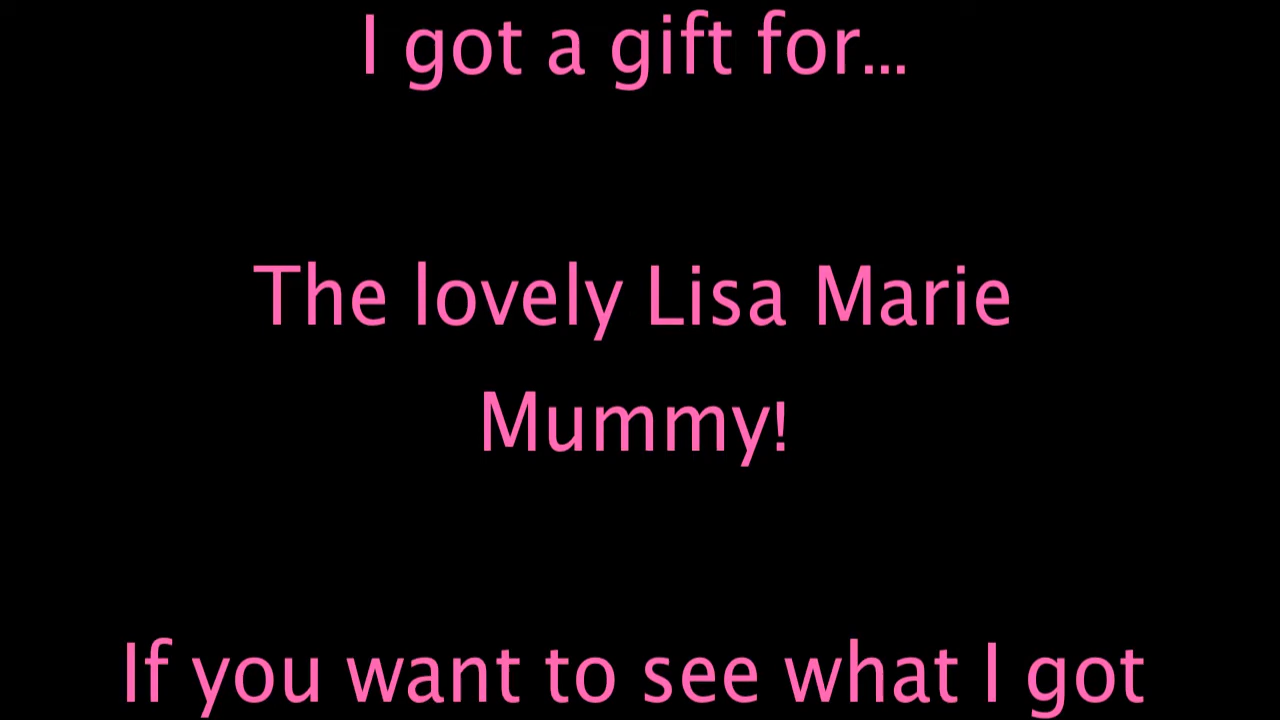 I got a gift for...
The lovely Lisa Marie
Mummy!
If you want to see what I got